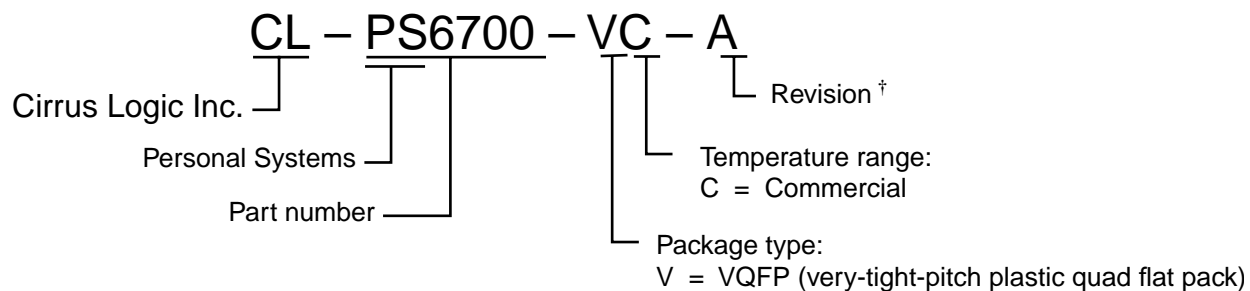 CL – PS6700 – VC – A
Revision †
Cirrus Logic Inc.
Personal Systems
Temperature range:
C = Commercial
Part number
Package type:
V = VQFP (very-tight-pitch plastic quad flat pack)